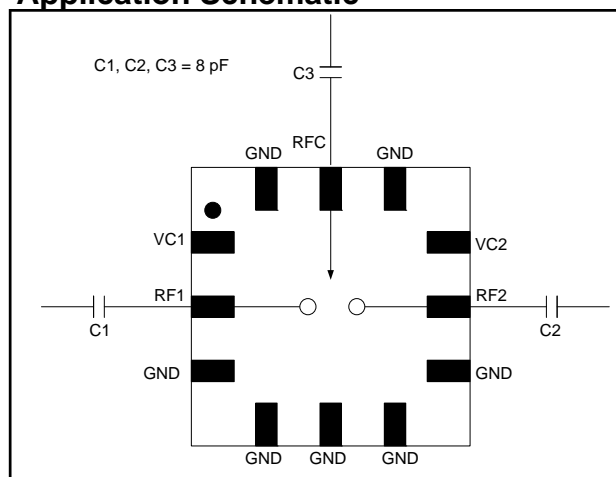 Application Schematic
C1, C2, C3 = 8 pF
C3
RFC
GND
GND
VC1
VC2
RF1
RF2
C1
C2
GND
GND
GND
GND
GND